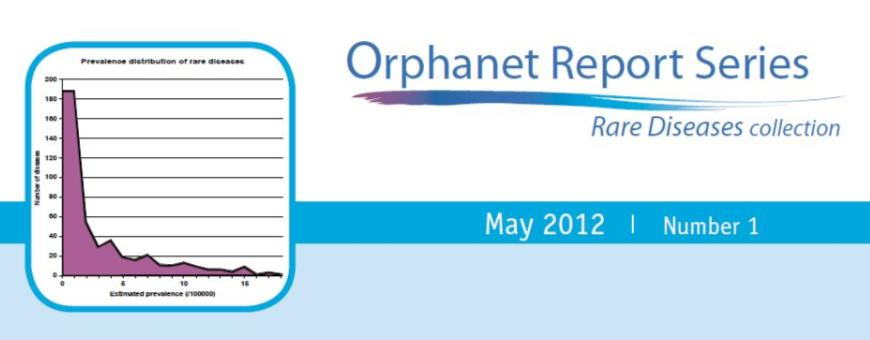 Prevalence distribution of rare diseases
200
180
160
140
120
100
80
60
40
20
0
Number of diseases
0 5 10 15
Estimated prevalence (/100000)
Orphanet Report Series
Rare Diseases collection
May 2012 | Number 1